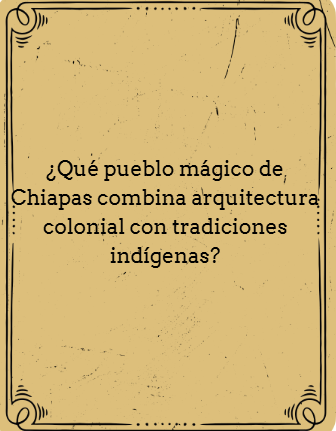 ¿Qué pueblo mágico de
Chiapas combina arquitectura
colonial con tradiciones
indígenas?